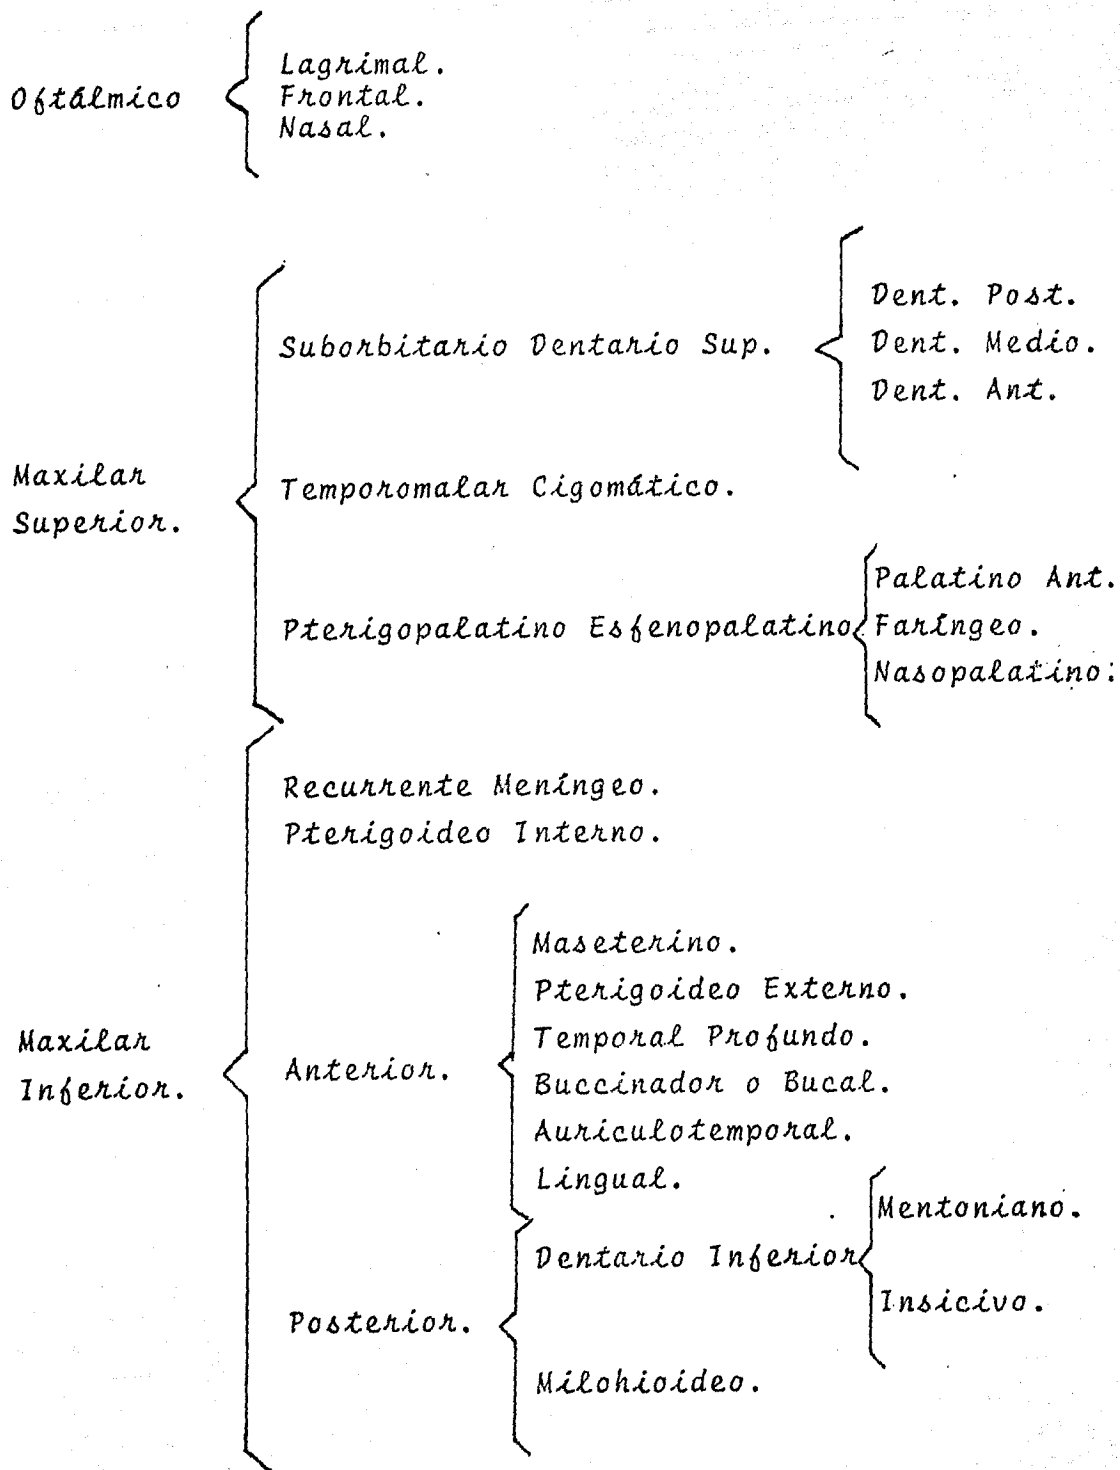 Oftálmico
Lagrimal.
Frontal.
Nasal.
Maxilar
Superior.
Suborbitario Dentario Sup.
Dent. Post.
Dent. Medio.
Dent. Ant.
Temporomalar Cigomático.
Pterigopalatino Esfenopalatino
Palatino Ant.
Faríngeo.
Nasopalatino.
Maxilar
Inferior.
Recurrente Meníngeo.
Pterigoideo Interno.
Anterior.
Maseterino.
Pterigoideo Externo.
Temporal Profundo.
Buccinador o Bucal.
Auriculotemporal.
Lingual.
Posterior.
Dentario Inferior
Mentoniano.
Insicivo.
Milohioideo.